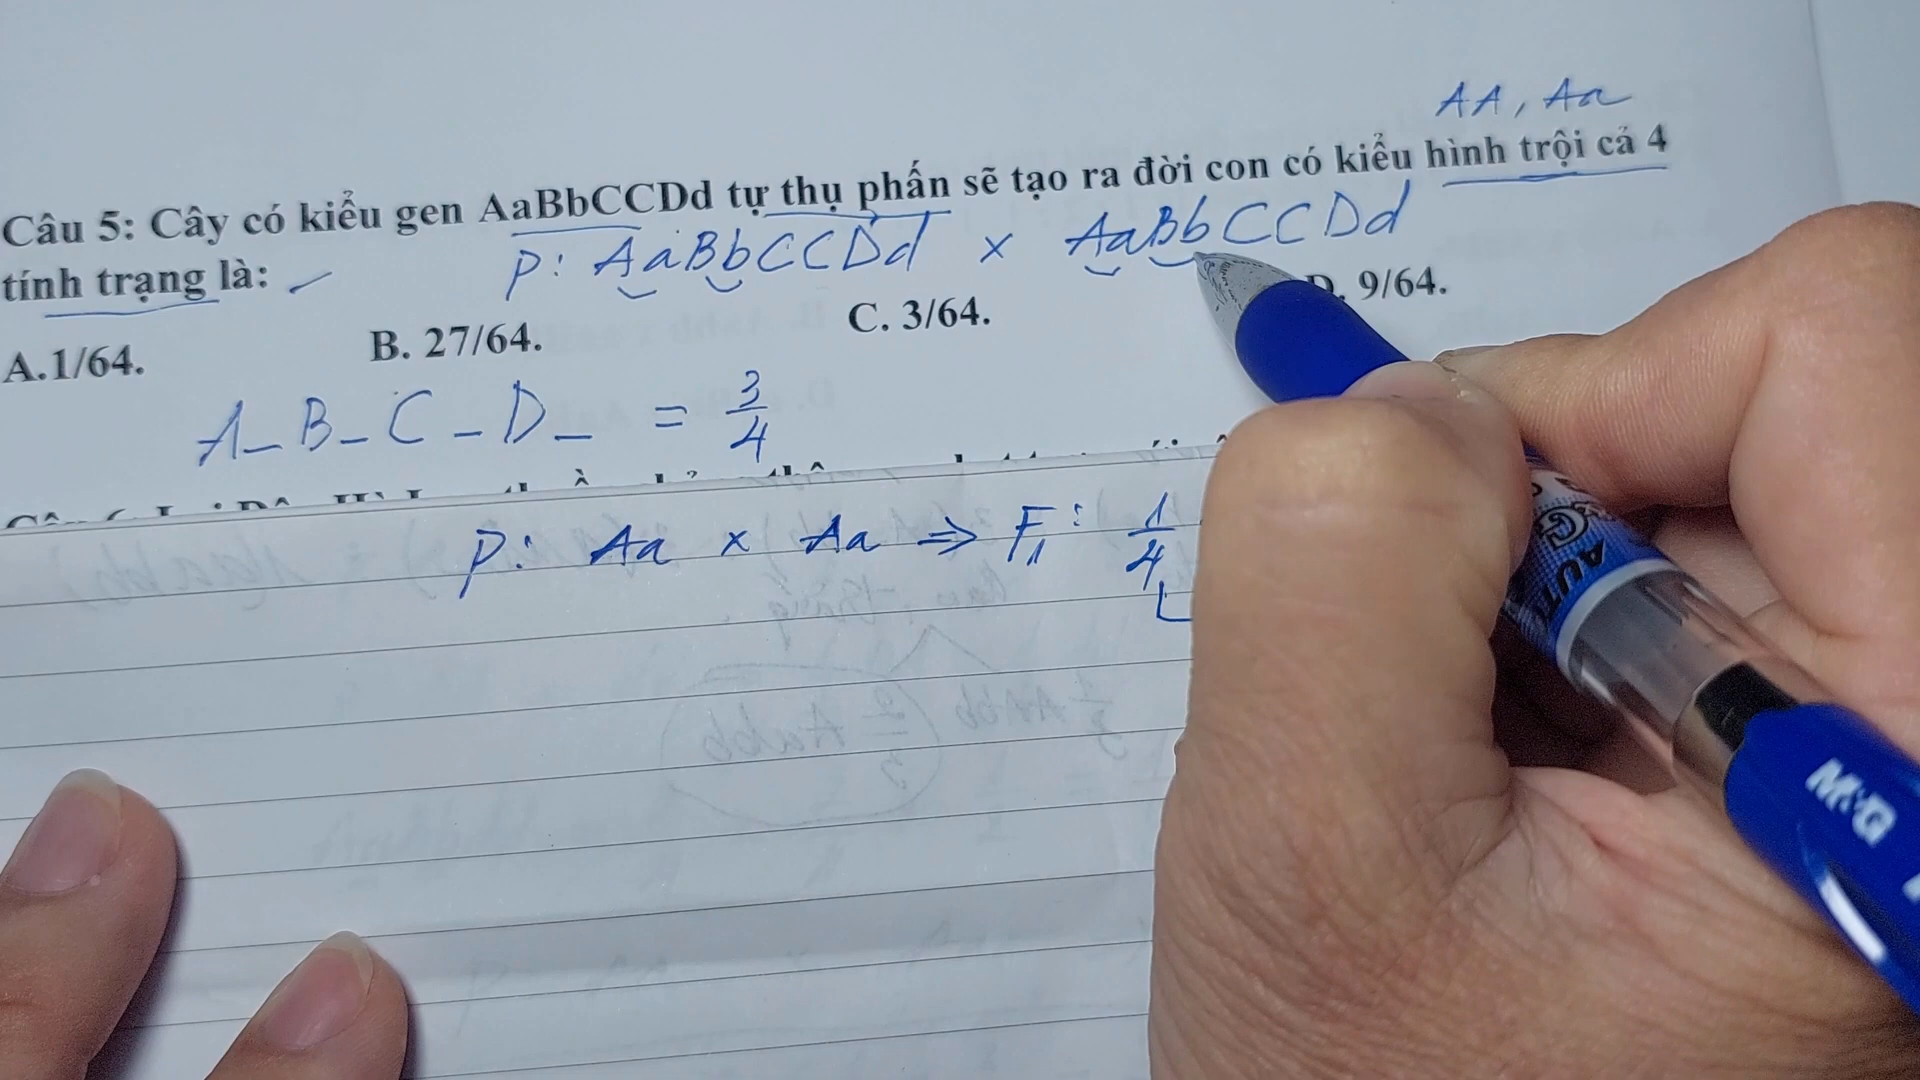 AA, Aa
Câu 5: Cây có kiểu gen AaBbCCDd tự thụ phấn sẽ tạo ra đời con có kiểu hình trội cả 4
tính trạng là:
P: AaBbCCDd x AaBbCCDd
A.1/64. B. 27/64. C. 3/64. D. 9/64.
A_B_C_D_ = 3/4
P: Aa x Aa ⇒ F1: 1/4
M&G